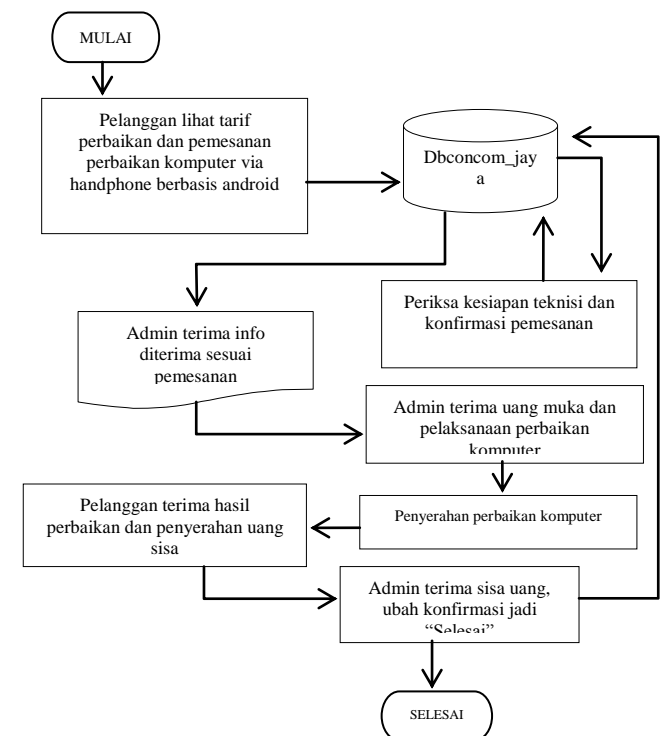 MULAI
Pelanggan lihat tarif
perbaikan dan pemesanan
perbaikan komputer via
handphone berbasis android
Dbconcom_jay
a
Periksa kesiapan teknisi dan
konfirmasi pemesanan
Admin terima info
diterima sesuai
pemesanan
Admin terima uang muka dan
pelaksanaan perbaikan
komputer
Pelanggan terima hasil
perbaikan dan penyerahan uang
sisa
Penyerahan perbaikan komputer
Admin terima sisa uang,
ubah konfirmasi jadi
“Selesai”
SELESAI